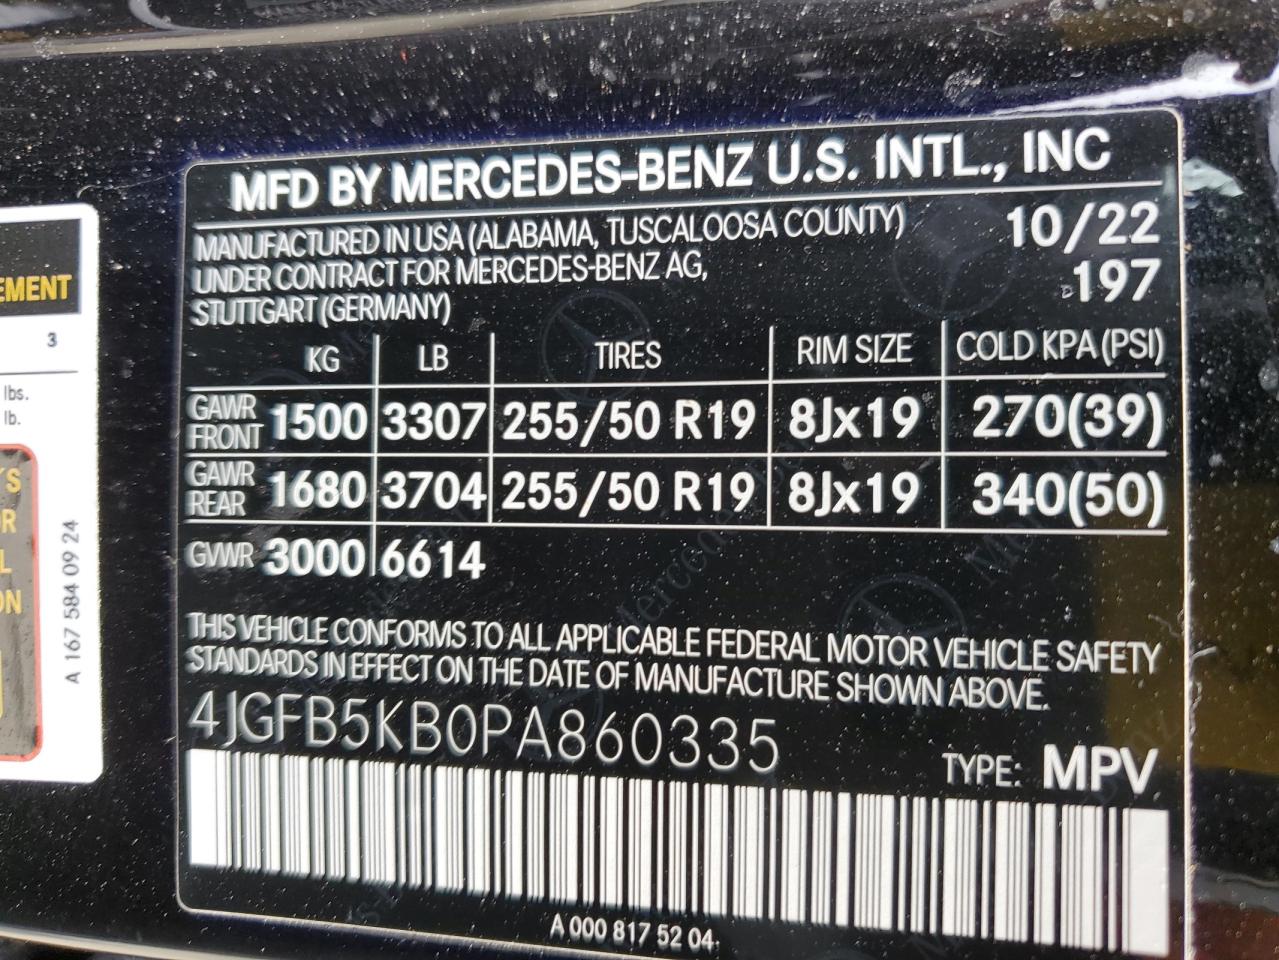 MFD BY MERCEDES-BENZ U.S. INTL., INC
MANUFACTURED IN USA (ALABAMA, TUSCALOOSA COUNTY) 10/22
UNDER CONTRACT FOR MERCEDES-BENZ AG, 197
STUTTGART (GERMANY)
KG LB TIRES RIM SIZE COLD KPA (PSI)
GAWR FRONT 1500 3307 255/50 R19 8Jx19 270(39)
GAWR REAR 1680 3704 255/50 R19 8Jx19 340(50)
GVWR 3000 6614
THIS VEHICLE CONFORMS TO ALL APPLICABLE FEDERAL MOTOR VEHICLE SAFETY
STANDARDS IN EFFECT ON THE DATE OF MANUFACTURE SHOWN ABOVE.
4JGFB5KB0PA860335
TYPE: MPV
A 000 817 52 04
EMENT
3
lbs.
lb.
A 167 584 09 24